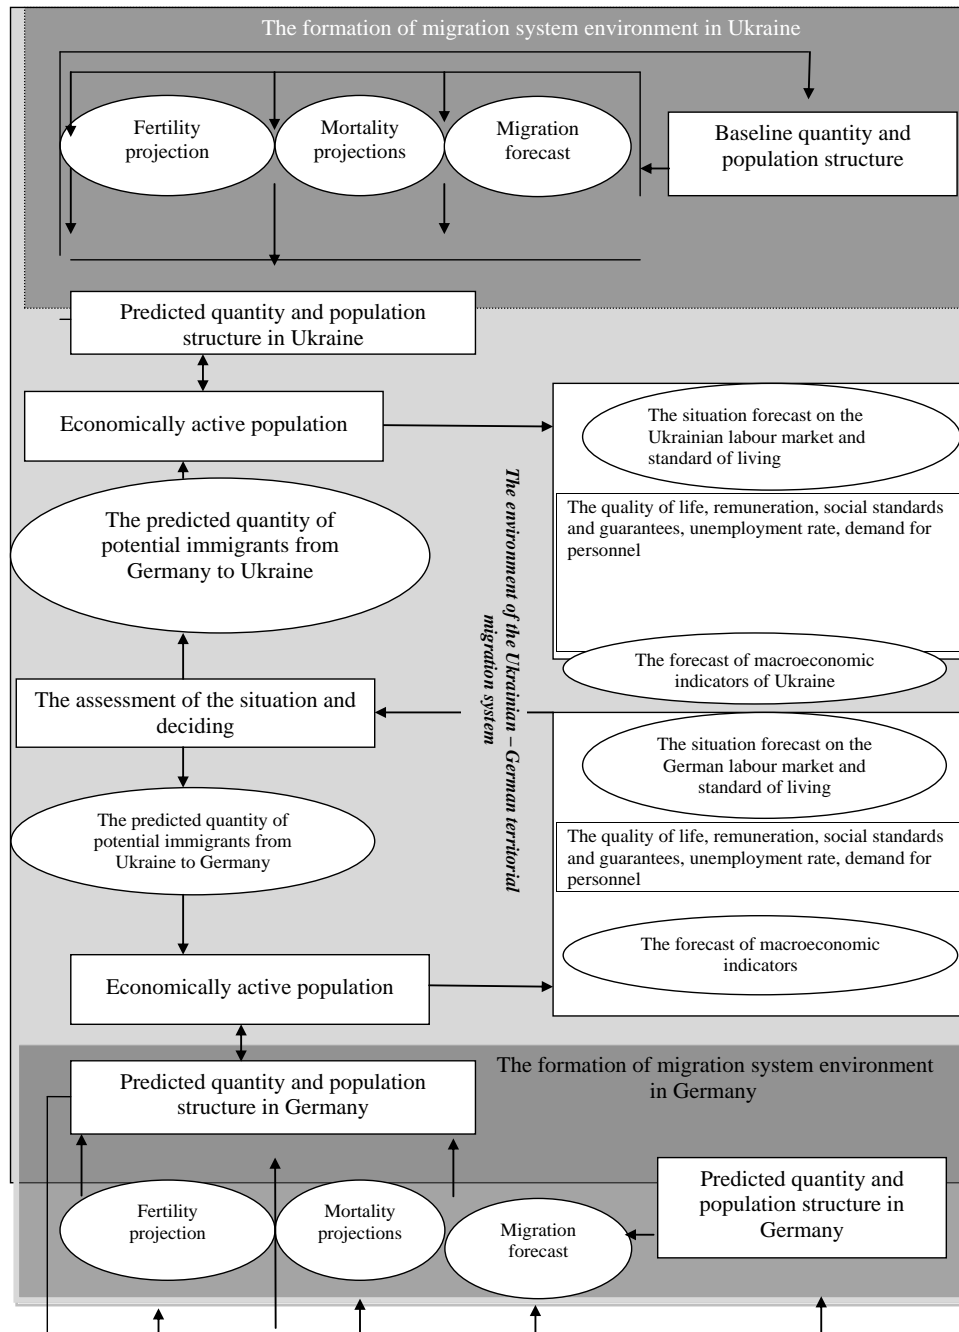 The formation of migration system environment in Ukraine
Fertility
projection
Mortality
projections
Migration
forecast
Baseline quantity and
population structure
Predicted quantity and population
structure in Ukraine
Economically active population
The situation forecast on the
Ukrainian labour market and
standard of living
The quality of life, remuneration, social standards
and guarantees, unemployment rate, demand for
personnel
The predicted quantity of
potential immigrants from
Germany to Ukraine
The environment of the Ukrainian – German territorial
migration system
The forecast of macroeconomic
indicators of Ukraine
The assessment of the situation and
deciding
The situation forecast on the
German labour market and
standard of living
The predicted quantity of
potential immigrants from
Ukraine to Germany
The quality of life, remuneration, social standards
and guarantees, unemployment rate, demand for
personnel
The forecast of macroeconomic
indicators
Economically active population
The formation of migration system environment
in Germany
Predicted quantity and population
structure in Germany
Predicted quantity and
population structure in
Germany
Fertility
projection
Mortality
projections
Migration
forecast